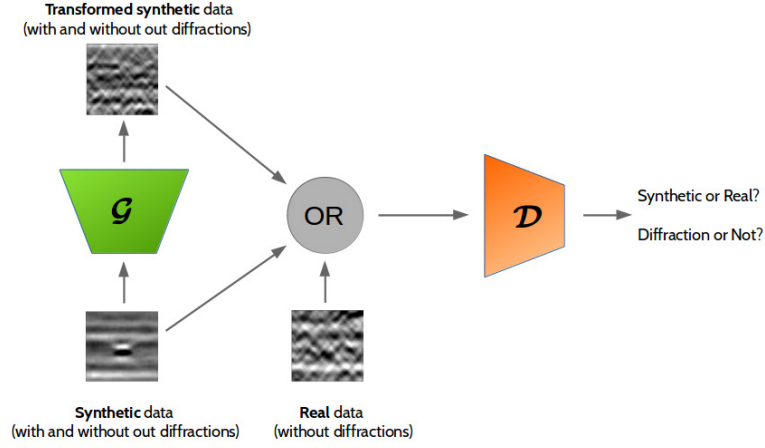 Transformed synthetic data
(with and without out diffractions)
G
OR
D
Synthetic or Real?
Diffraction or Not?
Synthetic data
(with and without out diffractions)
Real data
(without diffractions)